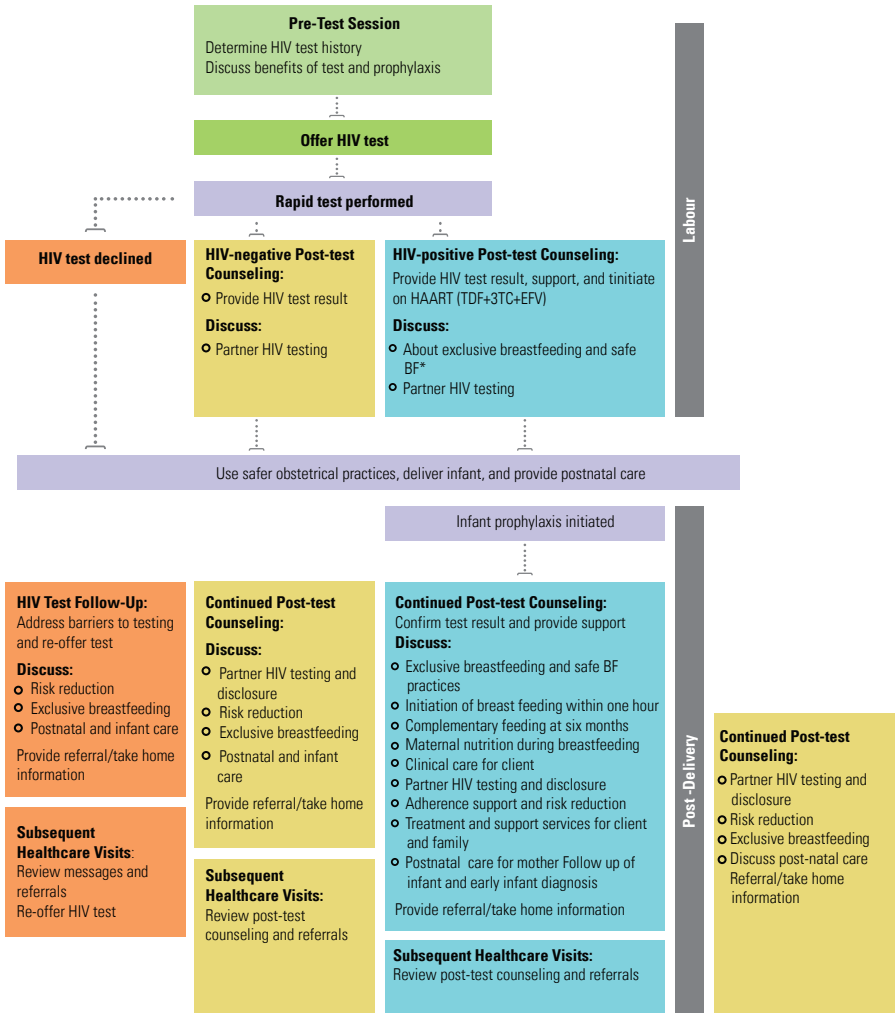 Pre-Test Session
Determine HIV test history
Discuss benefits of test and prophylaxis
Offer HIV test
Rapid test performed
Labour
HIV test declined
HIV-negative Post-test
Counseling:
Provide HIV test result
Discuss:
Partner HIV testing
HIV-positive Post-test Counseling:
Provide HIV test result, support, and tinitiate
on HAART (TDF+3TC+EFV)
Discuss:
About exclusive breastfeeding and safe
BF*
Partner HIV testing
Use safer obstetrical practices, deliver infant, and provide postnatal care
Infant prophylaxis initiated
Post -Delivery
HIV Test Follow-Up:
Address barriers to testing
and re-offer test
Discuss:
Risk reduction
Exclusive breastfeeding
Postnatal and infant care
Provide referral/take home
information
Subsequent
Healthcare Visits:
Review messages and
referrals
Re-offer HIV test
Continued Post-test
Counseling:
Discuss:
Partner HIV testing and
disclosure
Risk reduction
Exclusive breastfeeding
Postnatal and infant
care
Provide referral/take home
information
Subsequent
Healthcare Visits:
Review post-test
counseling and referrals
Continued Post-test Counseling:
Confirm test result and provide support
Discuss:
Exclusive breastfeeding and safe BF
practices
Initiation of breast feeding within one hour
Complementary feeding at six months
Maternal nutrition during breastfeeding
Clinical care for client
Partner HIV testing and disclosure
Adherence support and risk reduction
Treatment and support services for client
and family
Postnatal care for mother Follow up of
infant and early infant diagnosis
Provide referral/take home information
Subsequent Healthcare Visits:
Review post-test counseling and referrals
Continued Post-test
Counseling:
Partner HIV testing and
disclosure
Risk reduction
Exclusive breastfeeding
Discuss post-natal care
Referral/take home
information